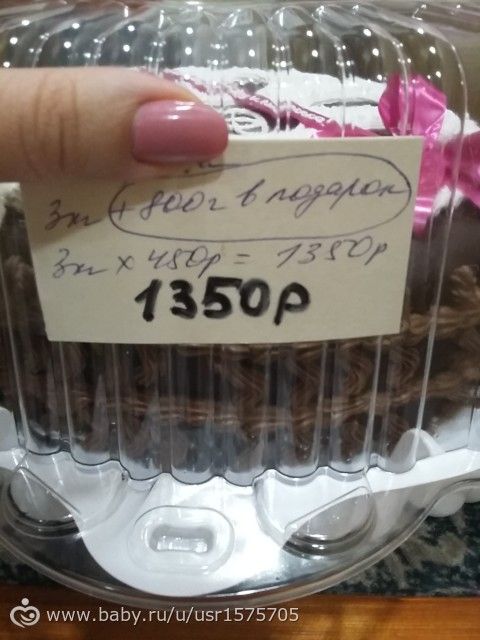 3кг + 800г в подарок
3кг × 450р = 1350р
1350р
www.baby.ru/u/usr1575705